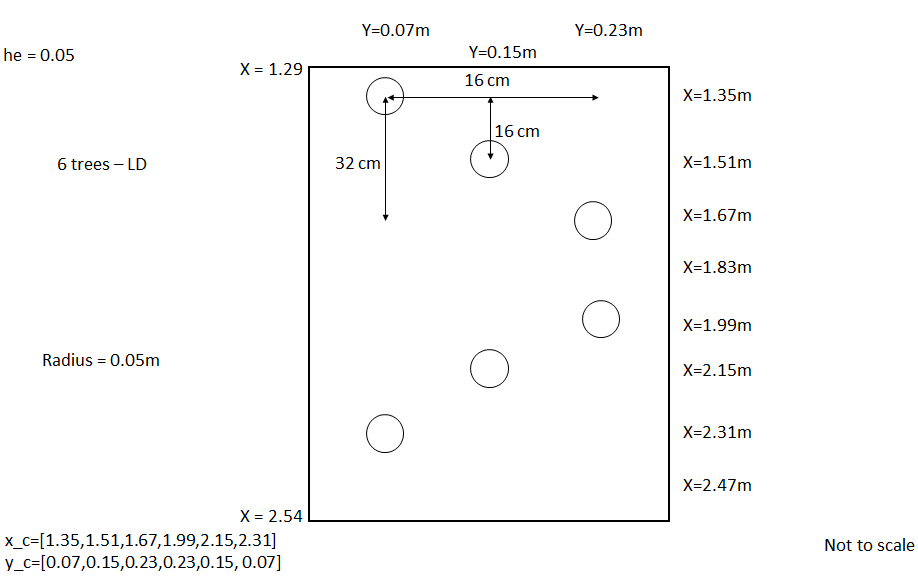 Y=0.07m
Y=0.23m
he = 0.05
Y=0.15m
X = 1.29
16 cm
X=1.35m
16 cm
6 trees – LD
32 cm
X=1.51m
X=1.67m
X=1.83m
X=1.99m
Radius = 0.05m
X=2.15m
X=2.31m
X=2.47m
X = 2.54
x_c=[1.35,1.51,1.67,1.99,2.15,2.31]
Not to scale
y_c=[0.07,0.15,0.23,0.23,0.15, 0.07]